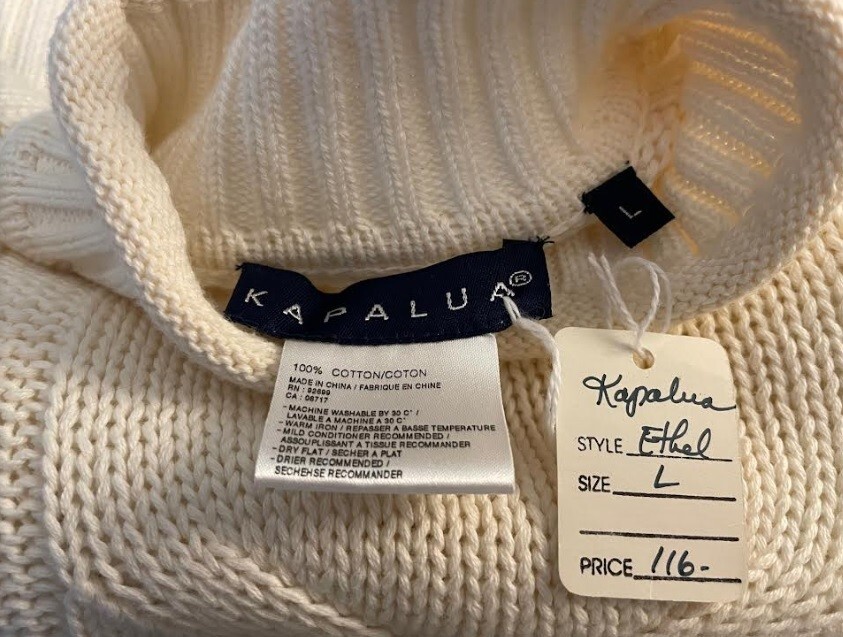 L
KAPALUA®
100% COTTON/COTON
MADE IN CHINA / FABRIQUE EN CHINE
RN : 92699
CA : 06717
- MACHINE WASHABLE BY 30 C° /
LAVABLE A MACHINE A 30 C°
- WARM IRON / REPASSER A BASSE TEMPERATURE
- MILD CONDITIONER RECOMMENDED /
ASSOUPLISSANT A TISSUE RECOMMANDER
- DRY FLAT / SECHER A PLAT
- DRIER RECOMMENDED /
SECHEHSE RECOMMANDER
Kapalua
STYLE Ethel
SIZE L
PRICE 116-